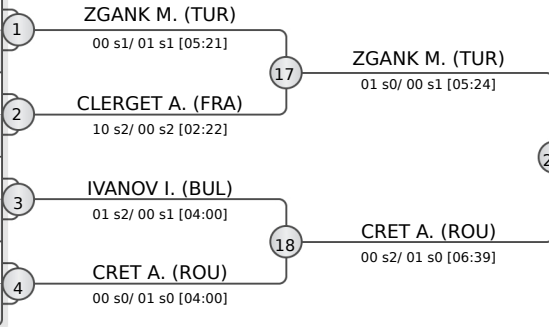 ZGANK M. (TUR)
1
00 s1/ 01 s1 [05:21]
17
ZGANK M. (TUR)
01 s0/ 00 s1 [05:24]
CLERGET A. (FRA)
2
10 s2/ 00 s2 [02:22]
IVANOV I. (BUL)
3
01 s2/ 00 s1 [04:00]
18
CRET A. (ROU)
00 s2/ 01 s0 [06:39]
CRET A. (ROU)
4
00 s0/ 01 s0 [04:00]